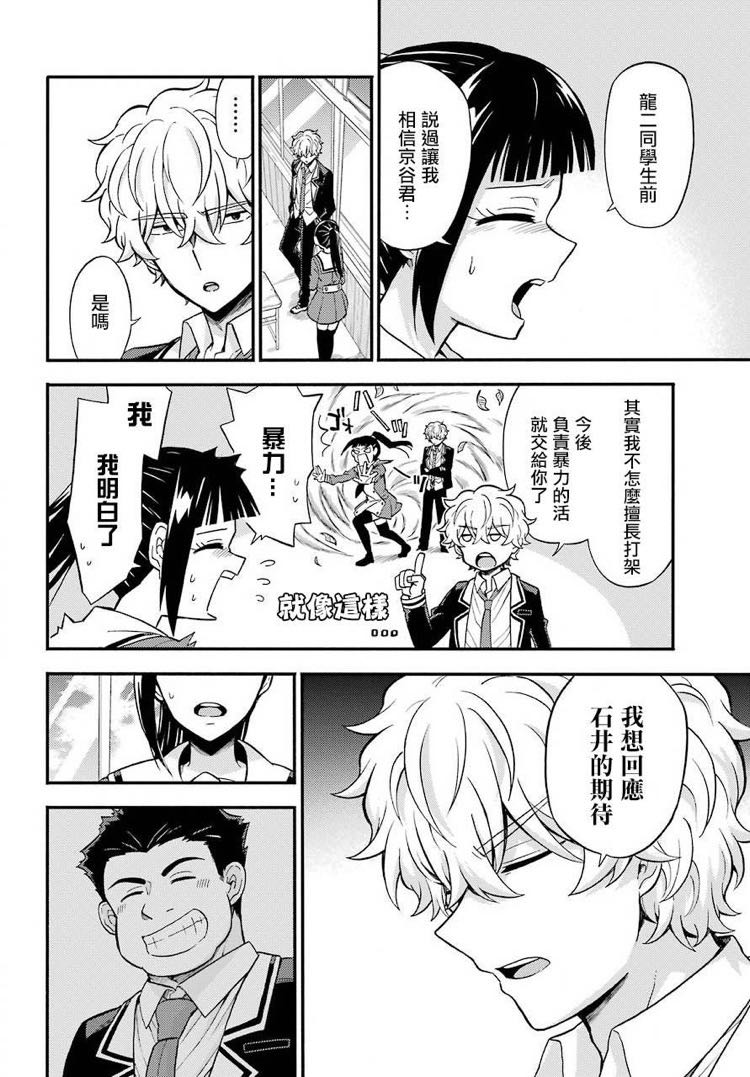 龍二同學生前
說過讓我
相信京谷君…
……
是嗎
其實我不怎麼擅長打架
今後
負責暴力的活
就交給你了
ゴオ
就像這樣
…
暴力…
我
我明白了
我想回應
石井的期待